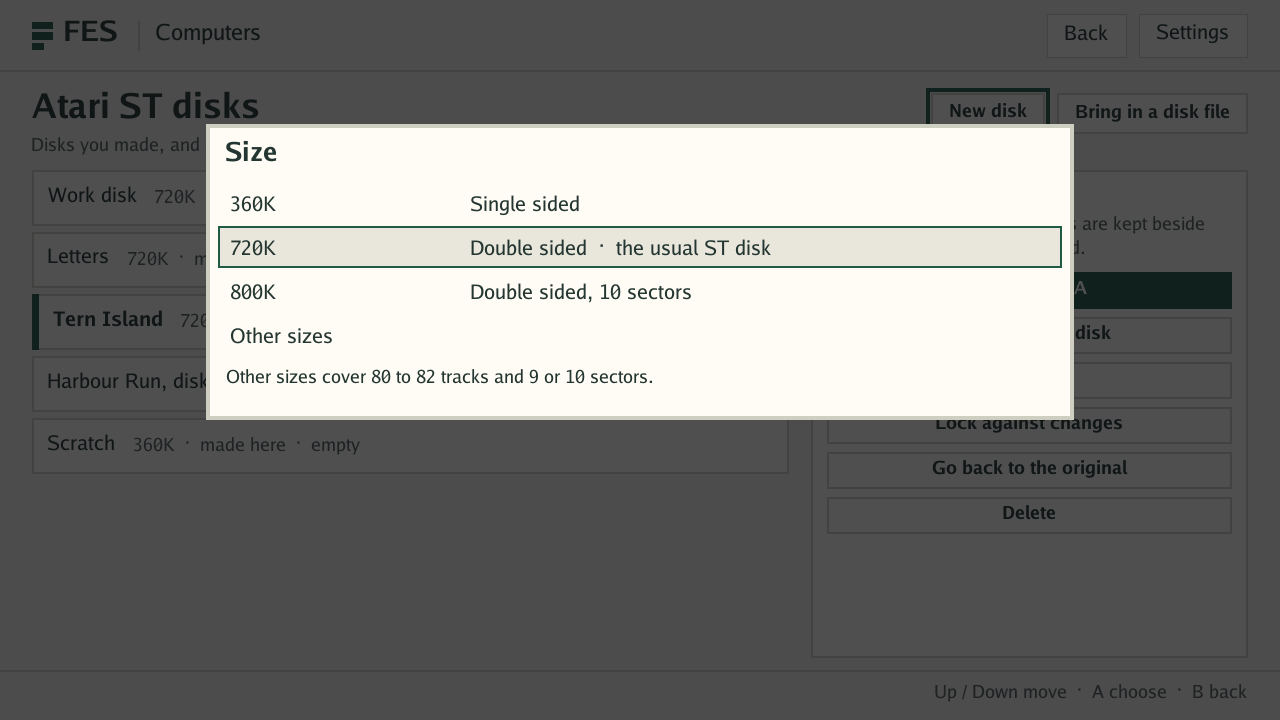 FES
Computers
Back
Settings
Atari ST disks
New disk
Bring in a disk file
Disks you made, and
Size
360K Single sided
720K Double sided · the usual ST disk
800K Double sided, 10 sectors
Other sizes
Other sizes cover 80 to 82 tracks and 9 or 10 sectors.
Work disk 720K
Letters 720K · m
Tern Island 720
Harbour Run, disk
Scratch 360K · made here · empty
s are kept beside
d.
A
disk
Lock against changes
Go back to the original
Delete
Up / Down move · A choose · B back